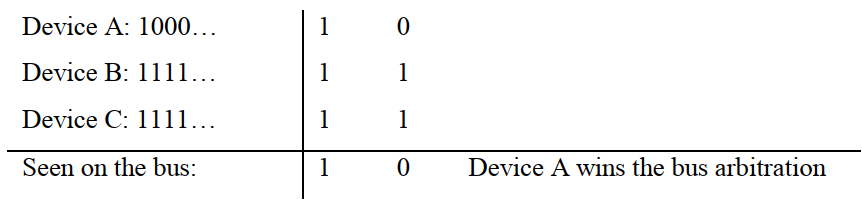 Device A: 1000… 1 0
Device B: 1111… 1 1
Device C: 1111… 1 1
Seen on the bus: 1 0 Device A wins the bus arbitration